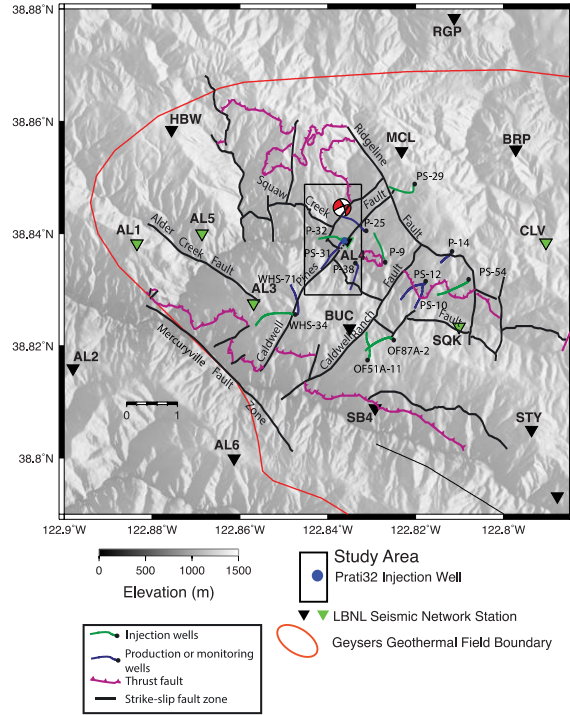 38.88°N
RGP
38.86°
HBW
MCL
BRP
Ridgeline
PS-29
Squaw
Creek
Fault
P-25
P-32
38.84°
AL1
AL5
CLV
PS-31
AL4
P-9
P-14
Alder
Creek
Fault
P-38
WHS-71
Pines
PS-12
PS-54
Fault
AL3
PS-10
WHS-34
BUC
Fault
SQK
38.82°
Mercuryville
Caldwell
Caldwell
Ranch
OF87A-2
AL2
Fault
OF51A-11
0 1
Zone
SB4
STY
38.8°
AL6
122.9°W
122.88°
122.86°
122.84°
122.82°
122.8°
0 500 1000 1500
Elevation (m)
Study Area
Prati32 Injection Well
LBNL Seismic Network Station
Geysers Geothermal Field Boundary
Injection wells
Production or monitoring
wells
Thrust fault
Strike-slip fault zone